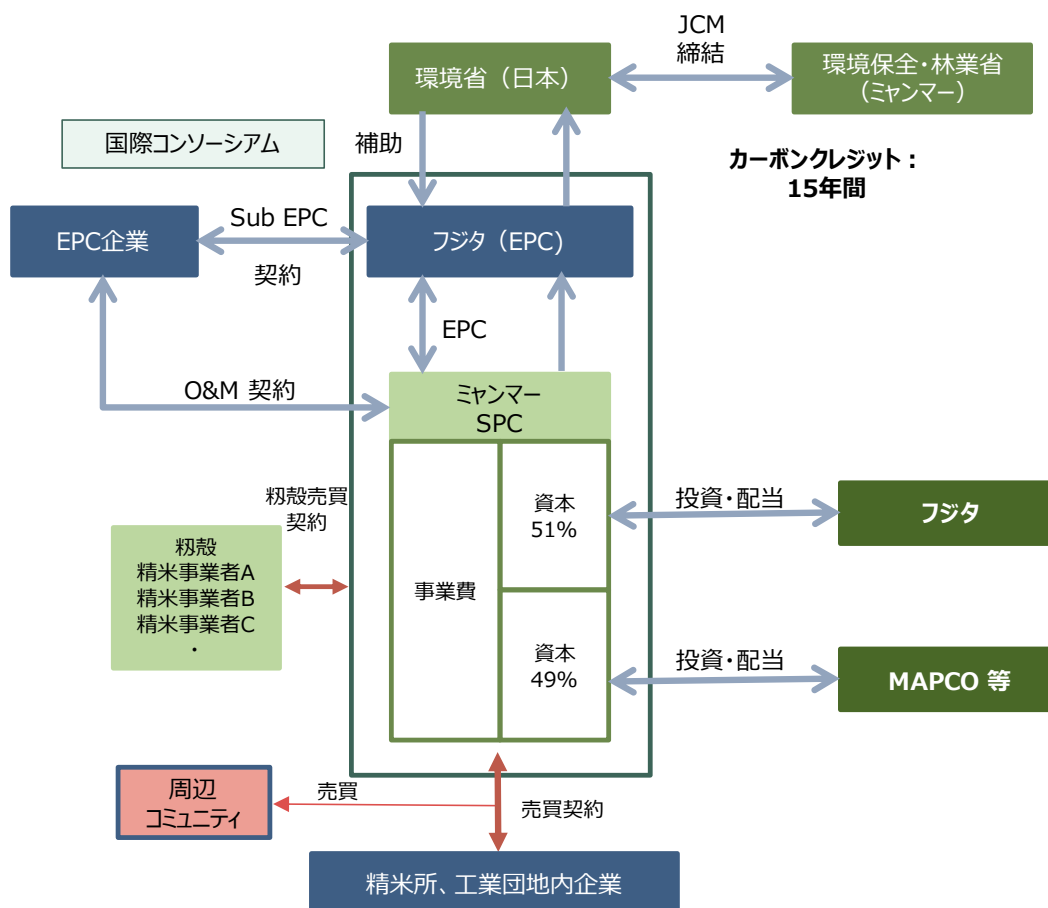 JCM
締結
環境省（日本）
環境保全・林業省
（ミャンマー）
国際コンソーシアム
補助
カーボンクレジット：
15年間
EPC企業
Sub EPC
契約
フジタ（EPC）
EPC
O&M 契約
ミャンマー
SPC
籾殻売買
契約
資本
51%
投資・配当
フジタ
籾殻
精米事業者A
精米事業者B
精米事業者C
・
事業費
資本
49%
投資・配当
MAPCO 等
周辺
コミュニティ
売買
売買契約
精米所、工業団地内企業